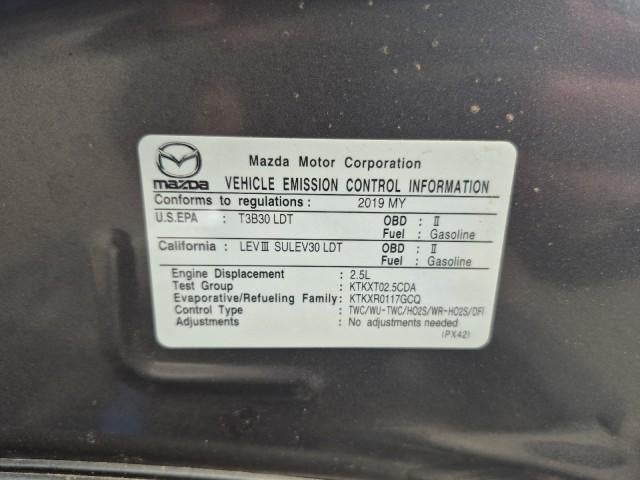 Mazda Motor Corporation
mazda VEHICLE EMISSION CONTROL INFORMATION
Conforms to regulations : 2019 MY
U.S.EPA : T3B30 LDT OBD : II
Fuel : Gasoline
California : LEVIII SULEV30 LDT OBD : II
Fuel : Gasoline
Engine Displacement : 2.5L
Test Group : KTKXT02.5CDA
Evaporative/Refueling Family: KTKXR0117GCQ
Control Type : TWC/WU-TWC/HO2S/WR-HO2S/DFI
Adjustments : No adjustments needed
(PX42)